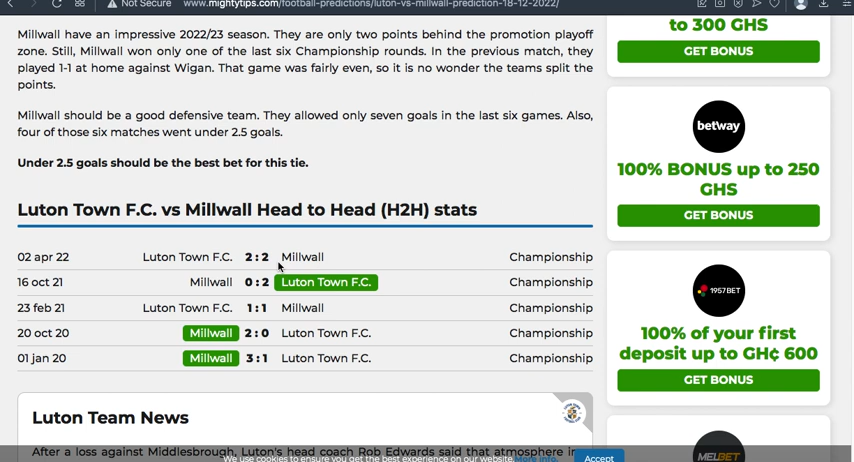 Not Secure www.mightytips.com/football-predictions/luton-vs-millwall-prediction-18-12-2022/
Millwall have an impressive 2022/23 season. They are only two points behind the promotion playoff
zone. Still, Millwall won only one of the last six Championship rounds. In the previous match, they
played 1-1 at home against Wigan. That game was fairly even, so it is no wonder the teams split the
points.
Millwall should be a good defensive team. They allowed only seven goals in the last six games. Also,
four of those six matches went under 2.5 goals.
Under 2.5 goals should be the best bet for this tie.
Luton Town F.C. vs Millwall Head to Head (H2H) stats
02 apr 22 Luton Town F.C. 2 : 2 Millwall Championship
16 oct 21 Millwall 0 : 2 Luton Town F.C. Championship
23 feb 21 Luton Town F.C. 1 : 1 Millwall Championship
20 oct 20 Millwall 2 : 0 Luton Town F.C. Championship
01 jan 20 Millwall 3 : 1 Luton Town F.C. Championship
Luton Team News
After a loss against Middlesbrough, Luton's head coach Rob Edwards said that atmosphere in
We use cookies to ensure you get the best experience on our website. More info. Accept
to 300 GHS
GET BONUS
betway
100% BONUS up to 250
GHS
GET BONUS
1957BET
100% of your first
deposit up to GH¢ 600
GET BONUS
MELBET